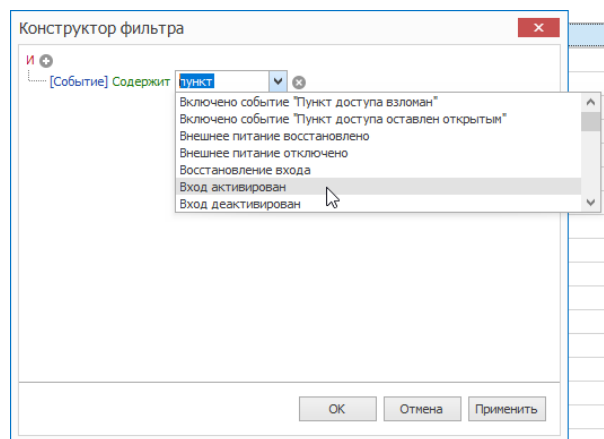 Конструктор фильтра
И
[Событие] Содержит пункт
Включено событие "Пункт доступа взломан"
Включено событие "Пункт доступа оставлен открытым"
Внешнее питание восстановлено
Внешнее питание отключено
Восстановление входа
Вход активирован
Вход деактивирован
ОК Отмена Применить